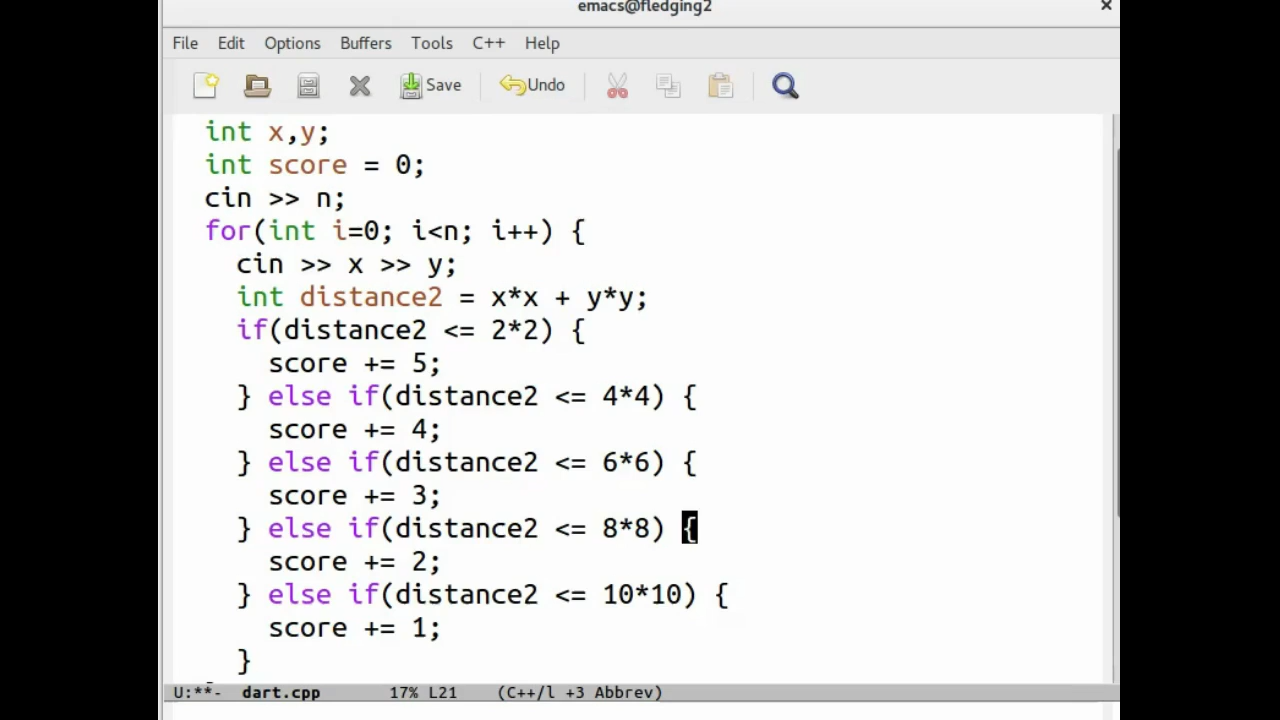 emacs@fledging2
File Edit Options Buffers Tools C++ Help
Save Undo
int x,y;
int score = 0;
cin >> n;
for(int i=0; i<n; i++) {
cin >> x >> y;
int distance2 = x*x + y*y;
if(distance2 <= 2*2) {
score += 5;
} else if(distance2 <= 4*4) {
score += 4;
} else if(distance2 <= 6*6) {
score += 3;
} else if(distance2 <= 8*8) {
score += 2;
} else if(distance2 <= 10*10) {
score += 1;
}
U:**- dart.cpp 17% L21 (C++/l +3 Abbrev)